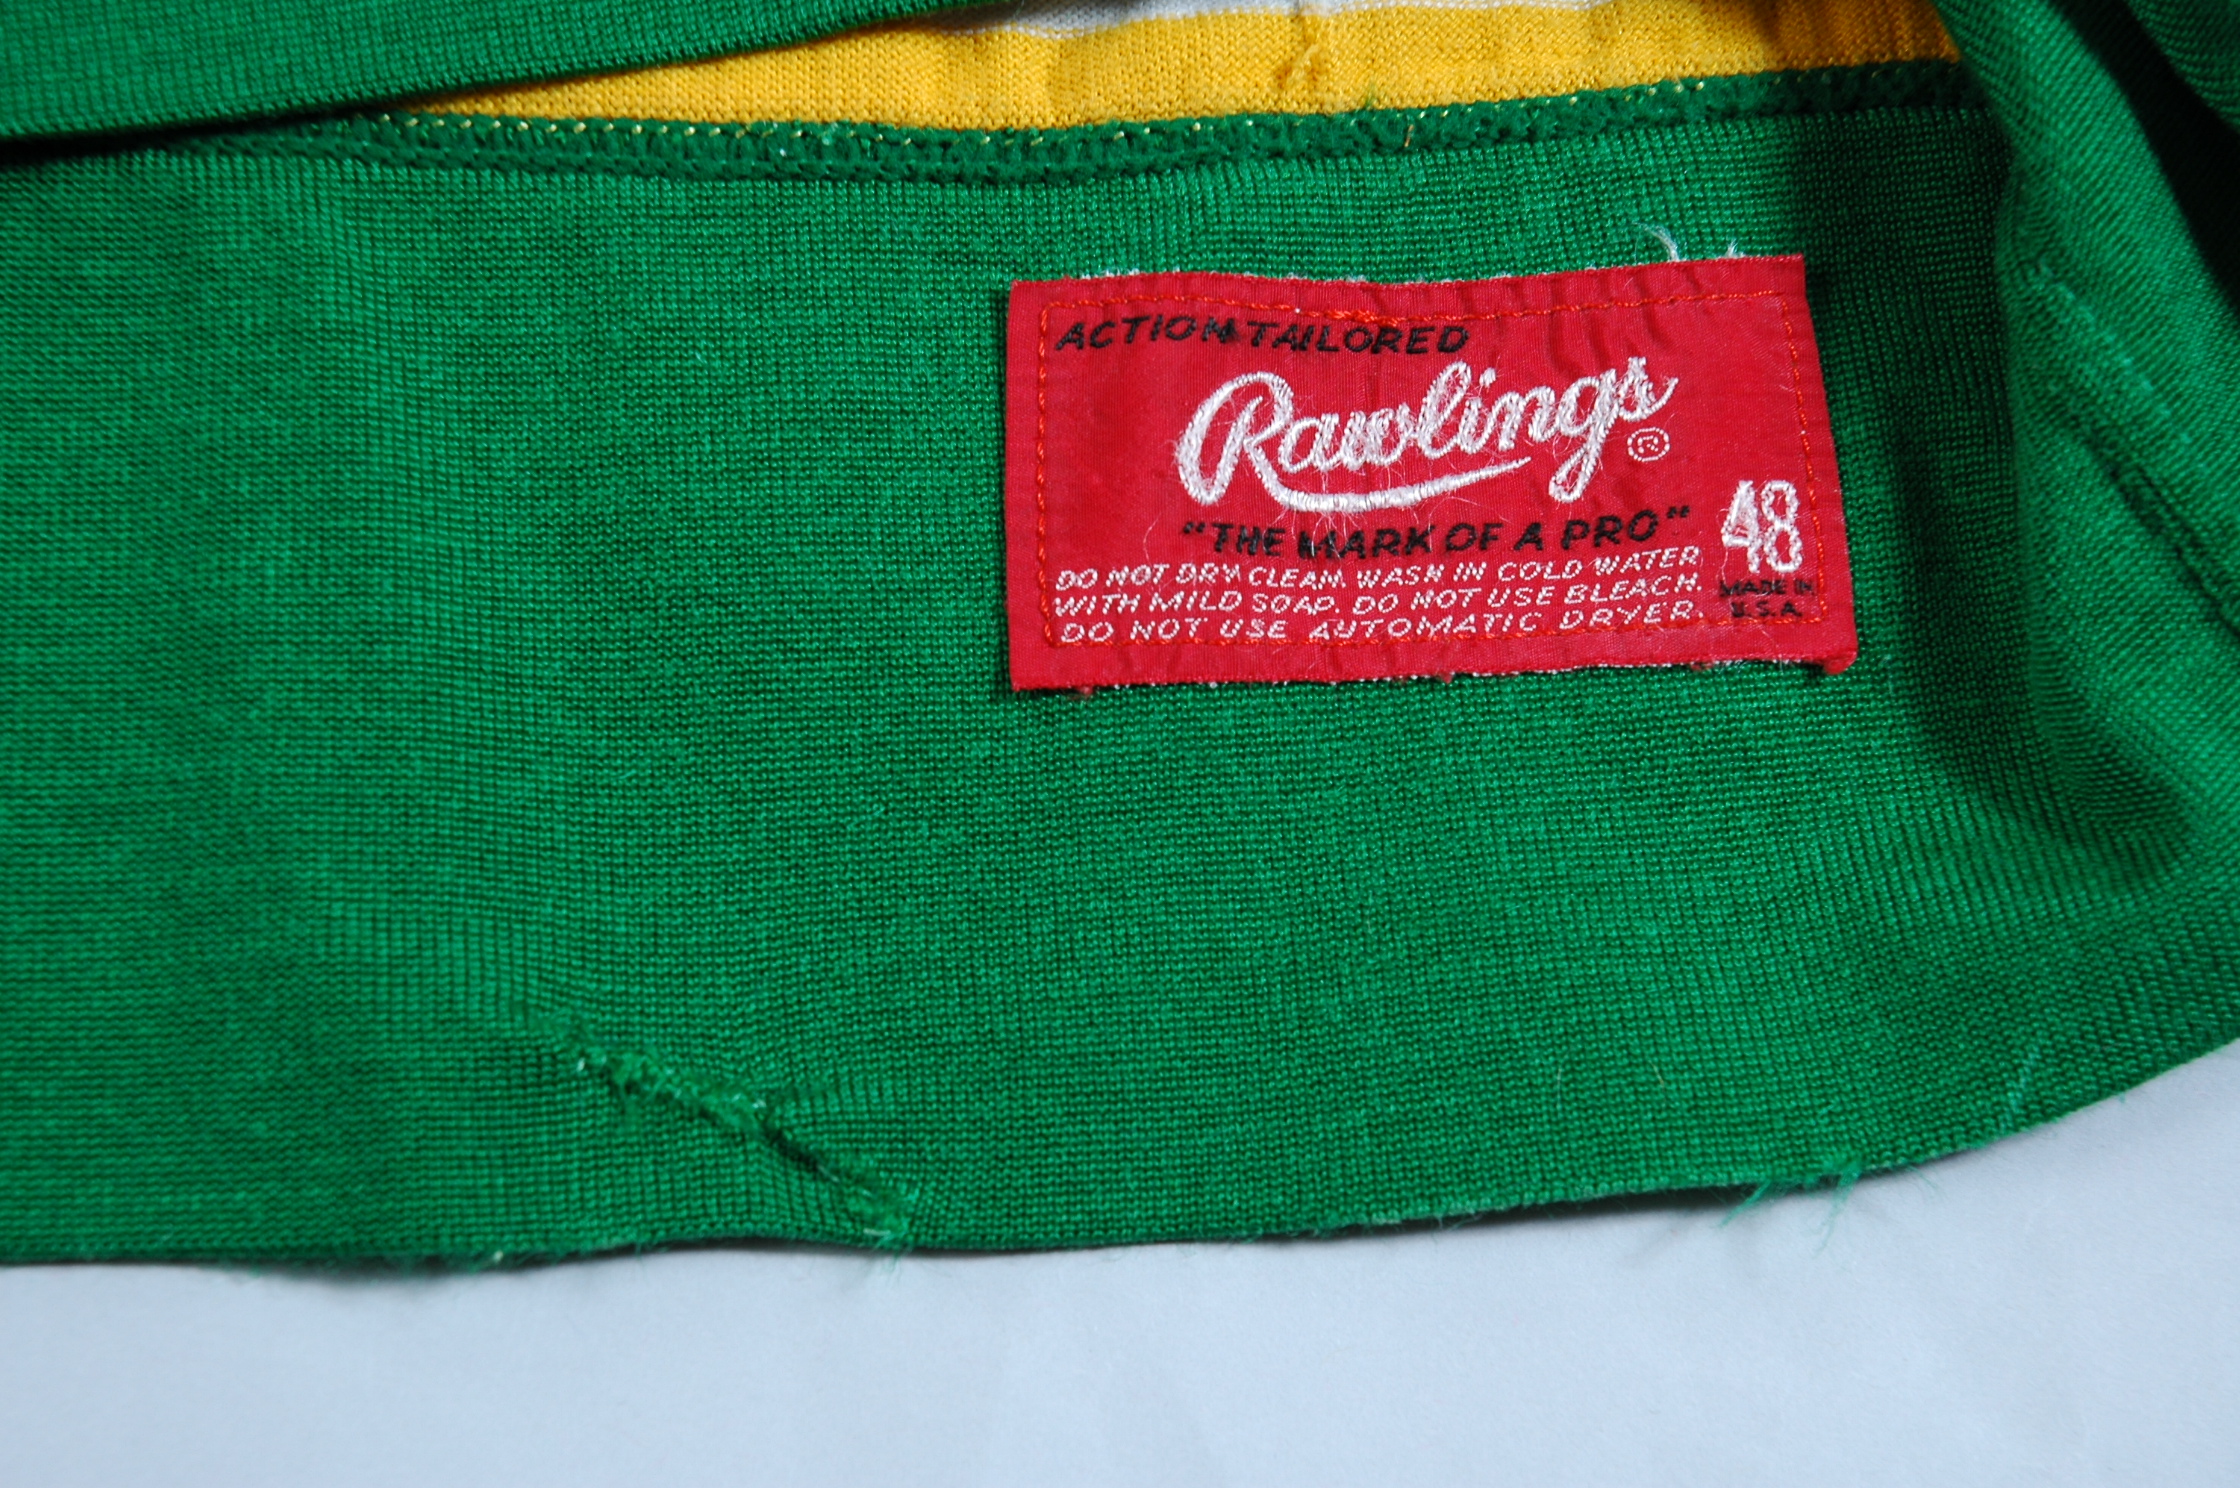 ACTION-TAILORED
Rawlings ®
48
"THE MARK OF A PRO"
DO NOT DRY CLEAN. WASH IN COLD WATER
WITH MILD SOAP. DO NOT USE BLEACH.
DO NOT USE AUTOMATIC DRYER.
MADE IN
U.S.A.